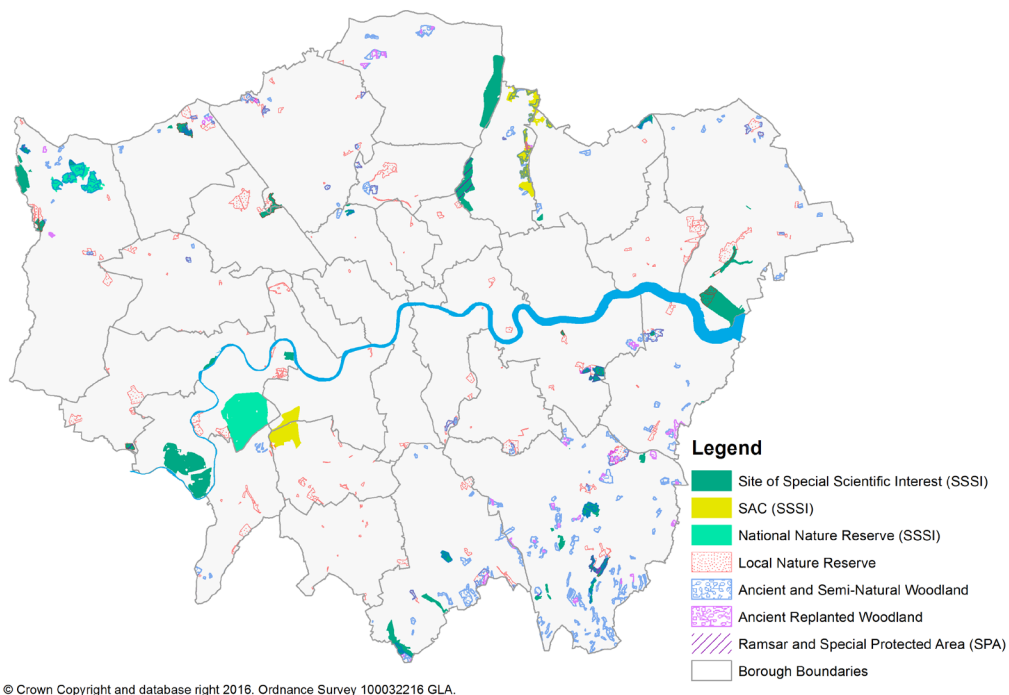 Legend
Site of Special Scientific Interest (SSSI)
SAC (SSSI)
National Nature Reserve (SSSI)
Local Nature Reserve
Ancient and Semi-Natural Woodland
Ancient Replanted Woodland
Ramsar and Special Protected Area (SPA)
Borough Boundaries
© Crown Copyright and database right 2016. Ordnance Survey 100032216 GLA.